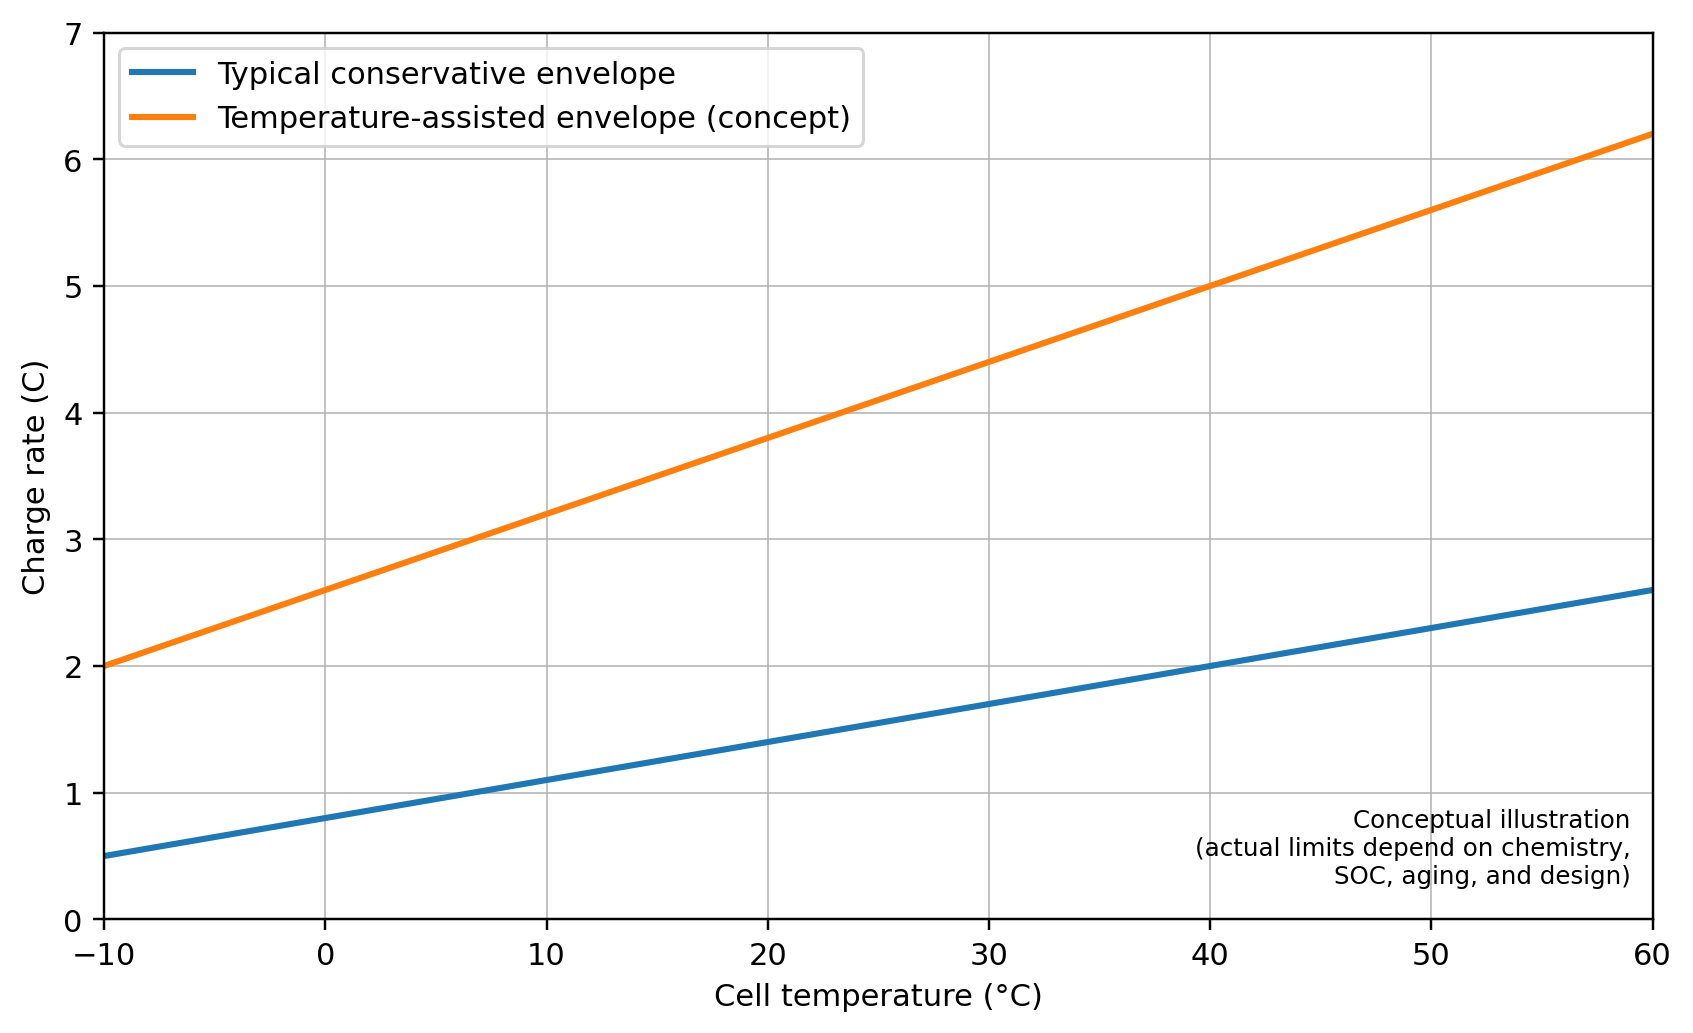 7
6
5
4
3
2
1
0
Charge rate (C)
Typical conservative envelope
Temperature-assisted envelope (concept)
Conceptual illustration
(actual limits depend on chemistry,
SOC, aging, and design)
−10 0 10 20 30 40 50 60
Cell temperature (°C)